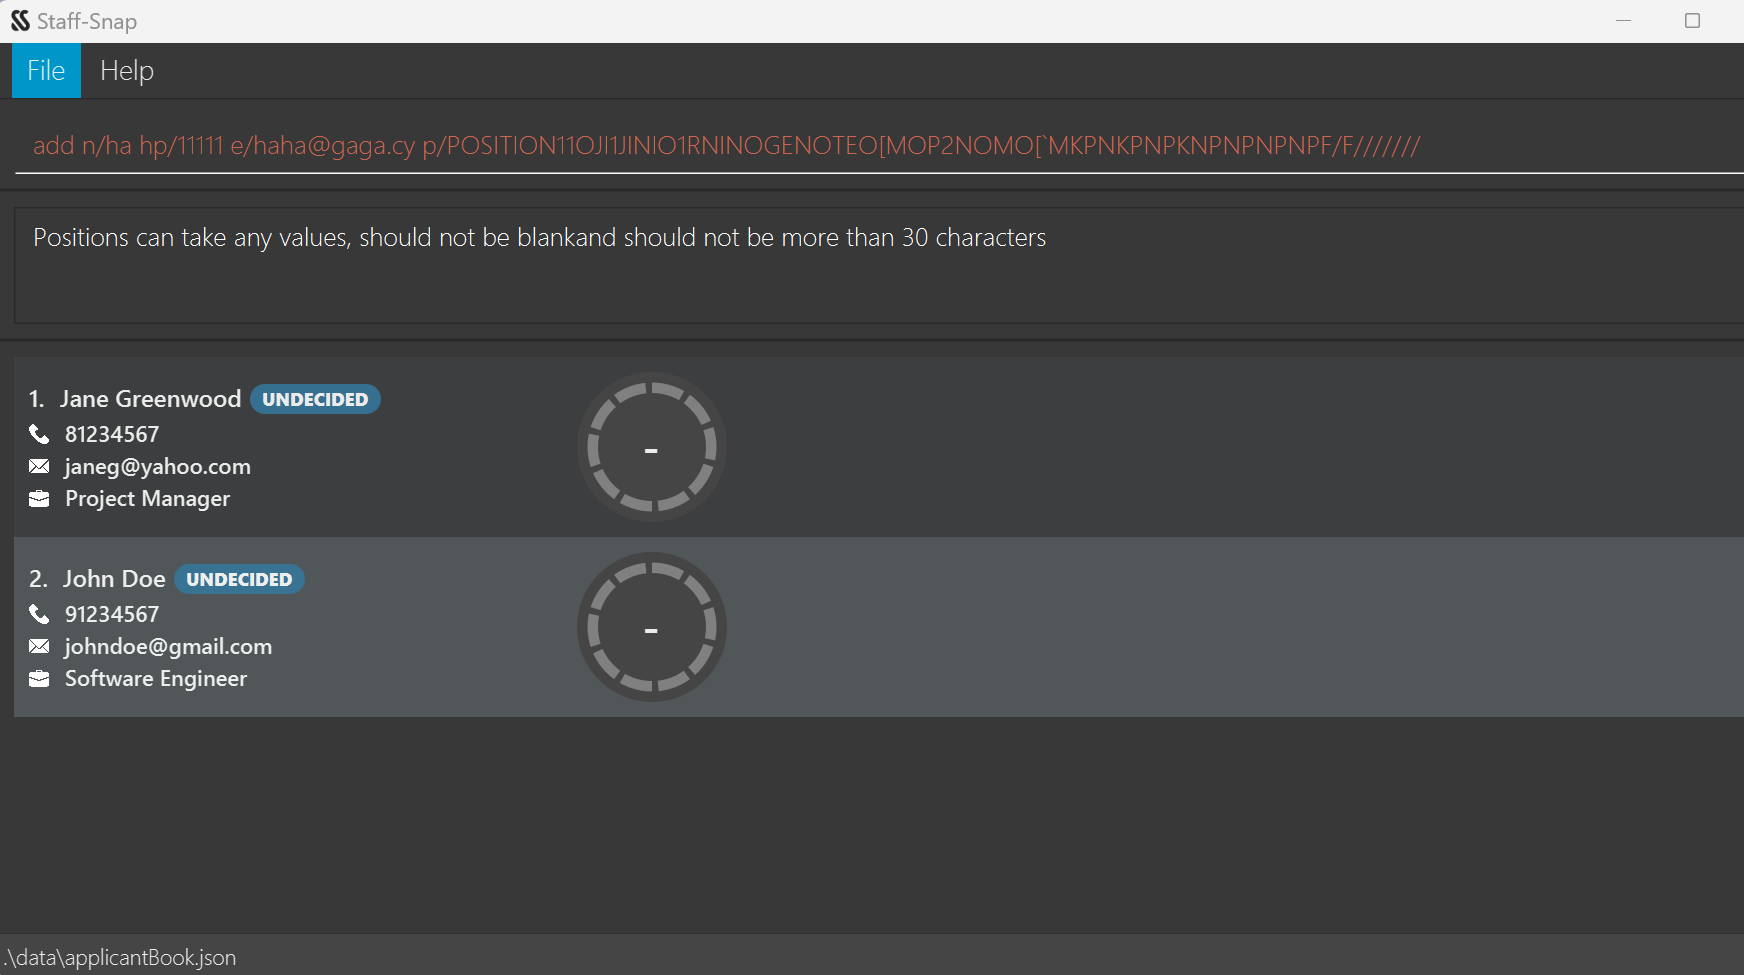 Staff-Snap
File Help
add n/ha hp/11111 e/haha@gaga.cy p/POSITION11OJI1JINIO1RNINOGENOTEO[MOP2NOMO[`MKPNKPNPKNPNPNPNPF/F///////
Positions can take any values, should not be blankand should not be more than 30 characters
1. Jane Greenwood UNDECIDED
81234567
janeg@yahoo.com
Project Manager
-
2. John Doe UNDECIDED
91234567
johndoe@gmail.com
Software Engineer
-
.\data\applicantBook.json